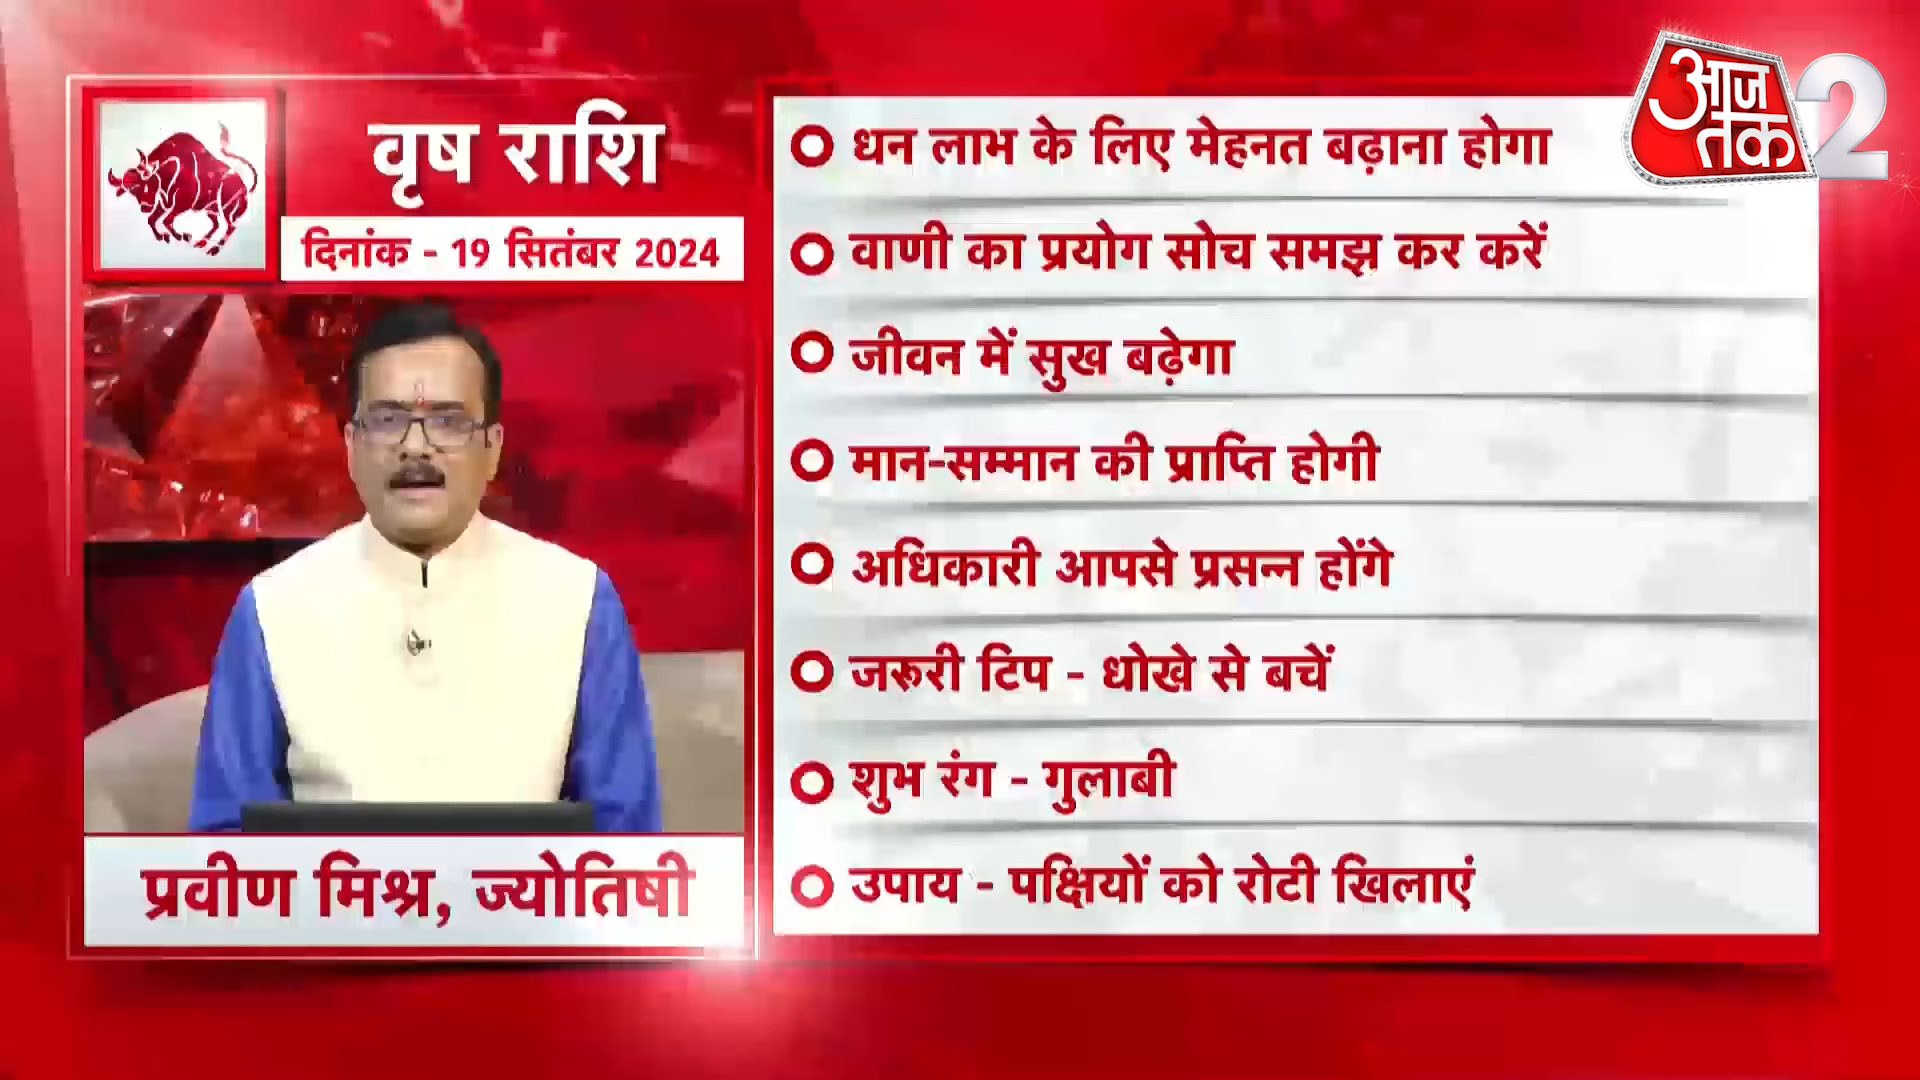 वृष राशि
दिनांक - 19 सितंबर 2024
प्रवीण मिश्र, ज्योतिषी
धन लाभ के लिए मेहनत बढ़ाना होगा
वाणी का प्रयोग सोच समझ कर करें
जीवन में सुख बढ़ेगा
मान-सम्मान की प्राप्ति होगी
अधिकारी आपसे प्रसन्न होंगे
जरूरी टिप - धोखे से बचें
शुभ रंग - गुलाबी
उपाय - पक्षियों को रोटी खिलाएं
आज
तक 2